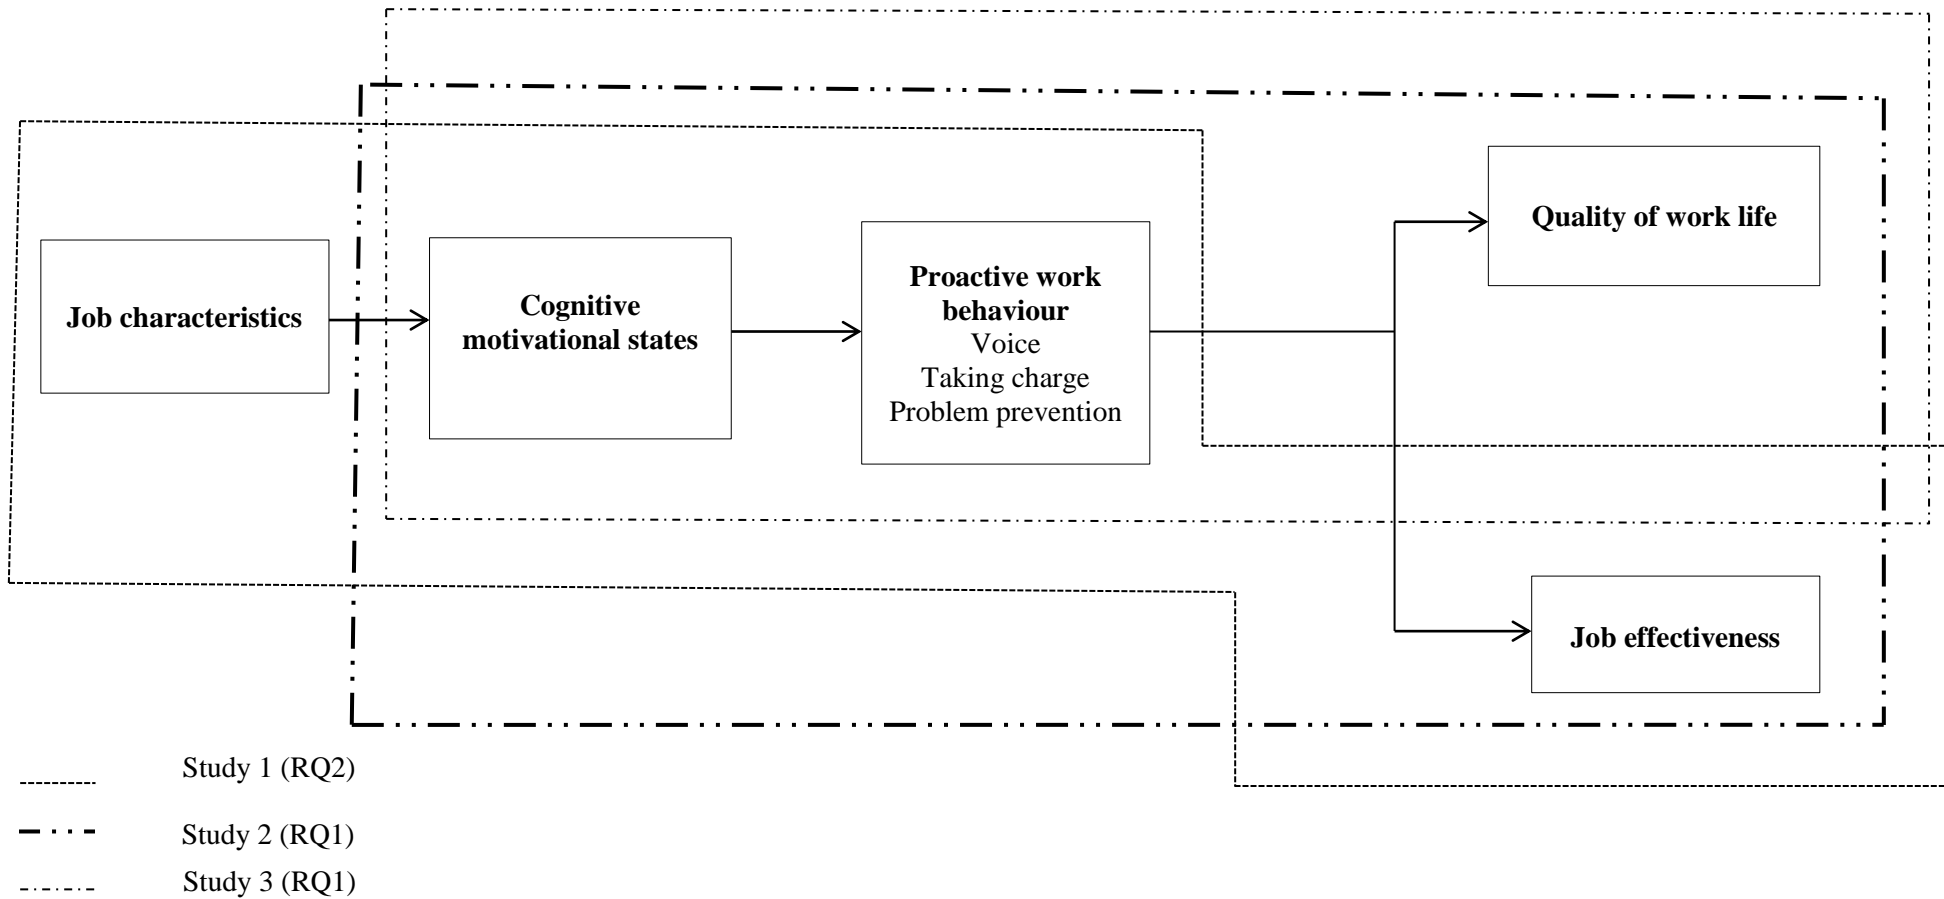 Job characteristics
Cognitive
motivational states
Proactive work
behaviour
Voice
Taking charge
Problem prevention
Quality of work life
Job effectiveness
Study 1 (RQ2)
Study 2 (RQ1)
Study 3 (RQ1)